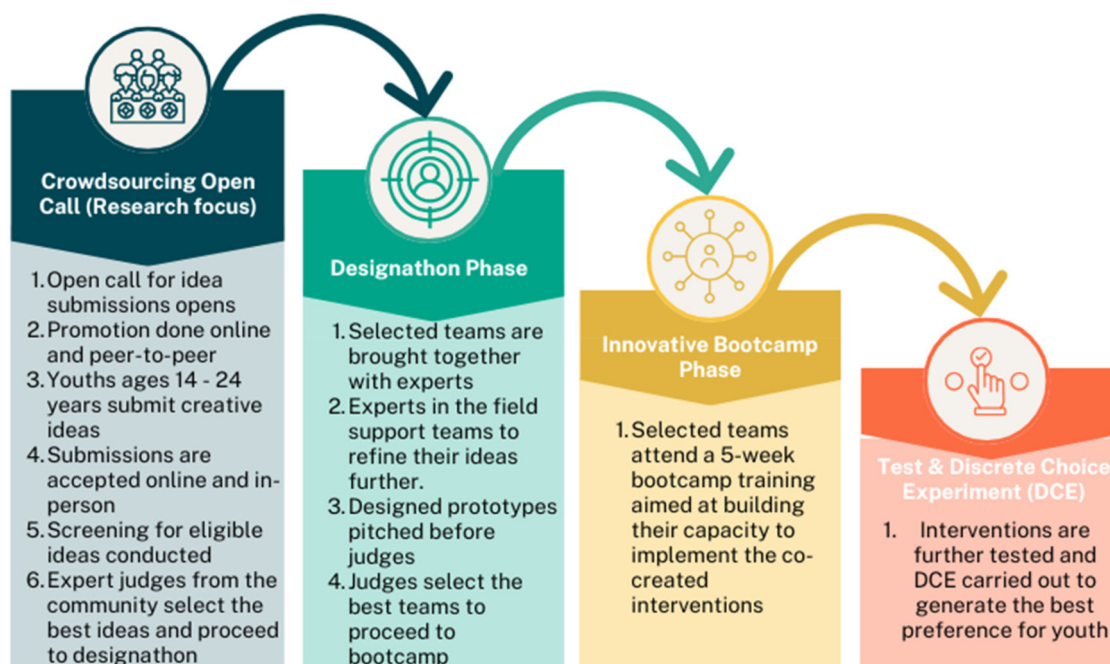 Crowdsourcing Open
Call (Research focus)
1. Open call for idea
submissions opens
2. Promotion done online
and peer-to-peer
3. Youths ages 14 - 24
years submit creative
ideas
4. Submissions are
accepted online and in-
person
5. Screening for eligible
ideas conducted
6. Expert judges from the
community select the
best ideas and proceed
to designathon
Designathon Phase
1. Selected teams are
brought together
with experts
2. Experts in the field
support teams to
refine their ideas
further.
3. Designed prototypes
pitched before
judges
4. Judges select the
best teams to
proceed to
bootcamp
Innovative Bootcamp
Phase
1. Selected teams
attend a 5-week
bootcamp training
aimed at building
their capacity to
implement the co-
created
interventions
Test & Discrete Choice
Experiment (DCE)
1. Interventions are
further tested and
DCE carried out to
generate the best
preference for youth